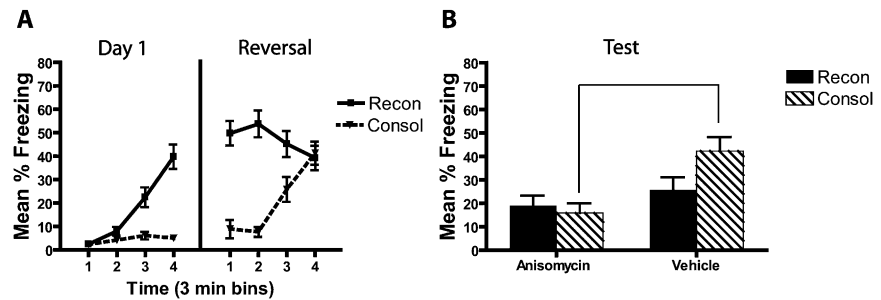 A
Day 1
Reversal
Mean % Freezing
80
70
60
50
40
30
20
10
0
1 2 3 4
1 2 3 4
Time (3 min bins)
Recon
Consol
B
Test
Mean % Freezing
80
70
60
50
40
30
20
10
0
Anisomycin
Vehicle
Recon
Consol